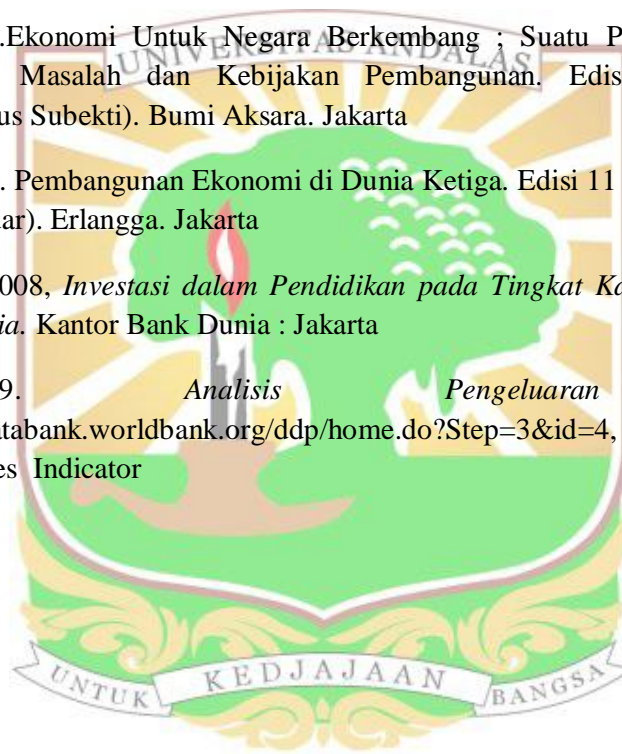 .Ekonomi Untuk Negara Berkembang ; Suatu P
UNIVERSITAS ANDALAS
Masalah dan Kebijakan Pembangunan. Edis
us Subekti). Bumi Aksara. Jakarta
. Pembangunan Ekonomi di Dunia Ketiga. Edisi 11
ar). Erlangga. Jakarta
008, Investasi dalam Pendidikan pada Tingkat Ka
ia. Kantor Bank Dunia : Jakarta
9. Analisis Pengeluaran
tabank.worldbank.org/ddp/home.do?Step=3&id=4,
es Indicator
UNTUK KEDJAJAAN BANGSA